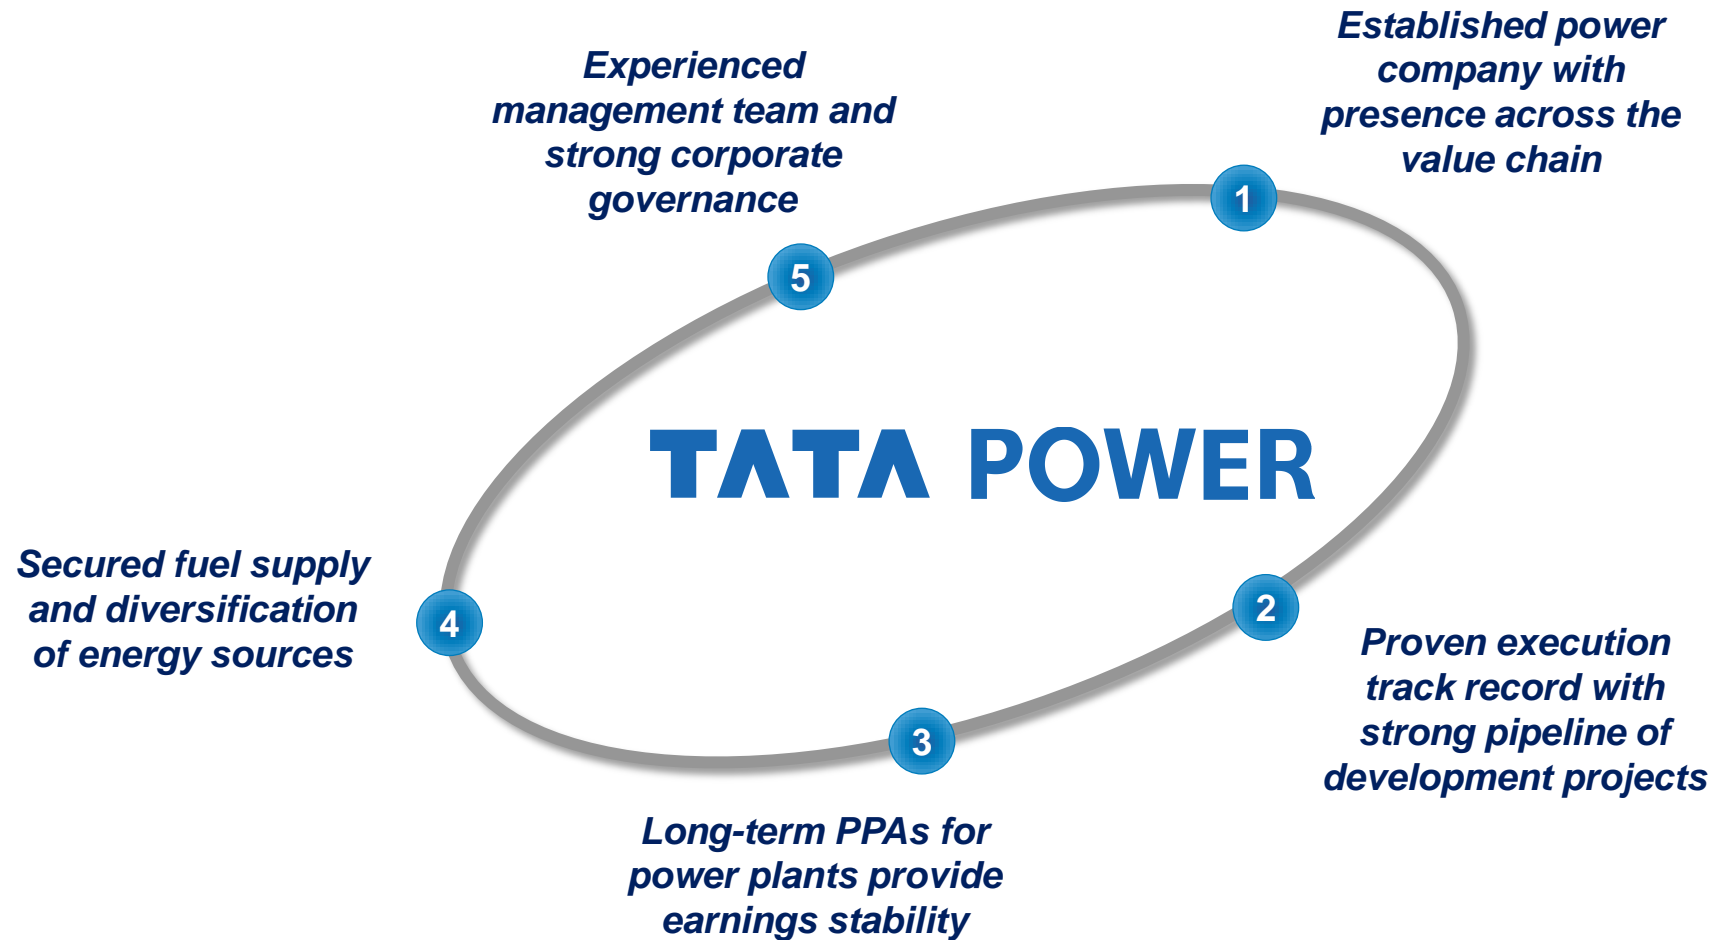 Established power
company with
presence across the
value chain
1
2
Proven execution
track record with
strong pipeline of
development projects
3
Long-term PPAs for
power plants provide
earnings stability
4
Secured fuel supply
and diversification
of energy sources
5
Experienced
management team and
strong corporate
governance
TATA POWER